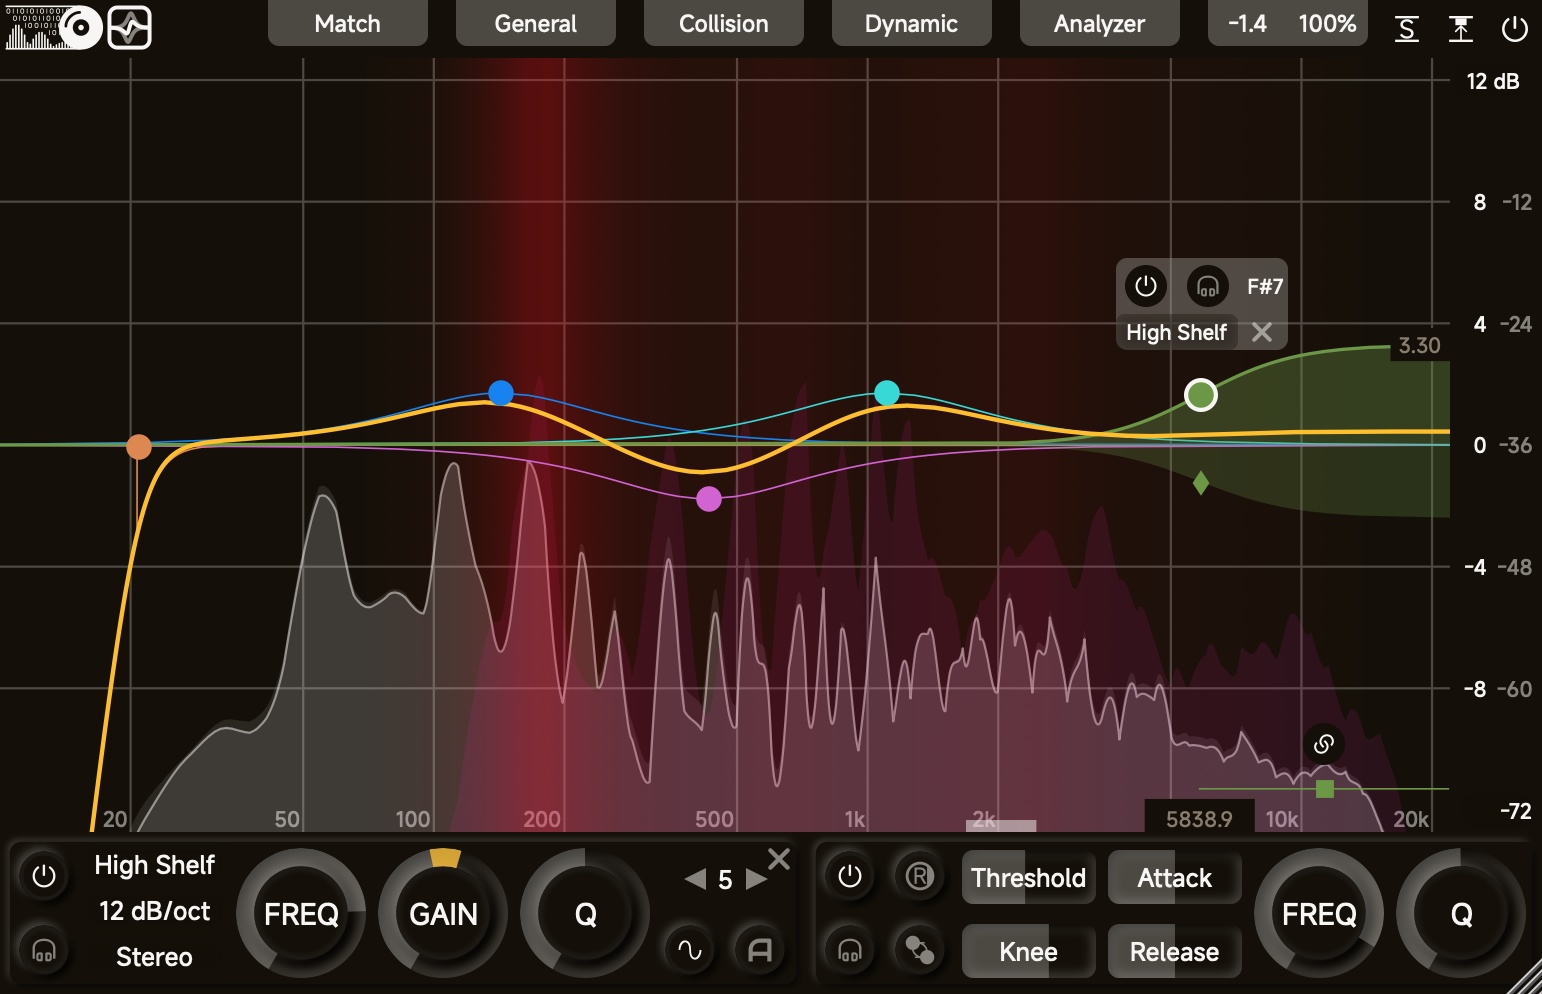 Match
General
Collision
Dynamic
Analyzer
-1.4 100%
S
12 dB
8 -12
F#7
High Shelf
4 -24
3.30
0 -36
-4 -48
-8 -60
20 50 100 200 500 1k 2k 5838.9 10k 20k
-72
High Shelf
12 dB/oct
Stereo
FREQ
GAIN
Q
5
A
R
Threshold
Attack
Knee
Release
FREQ
Q